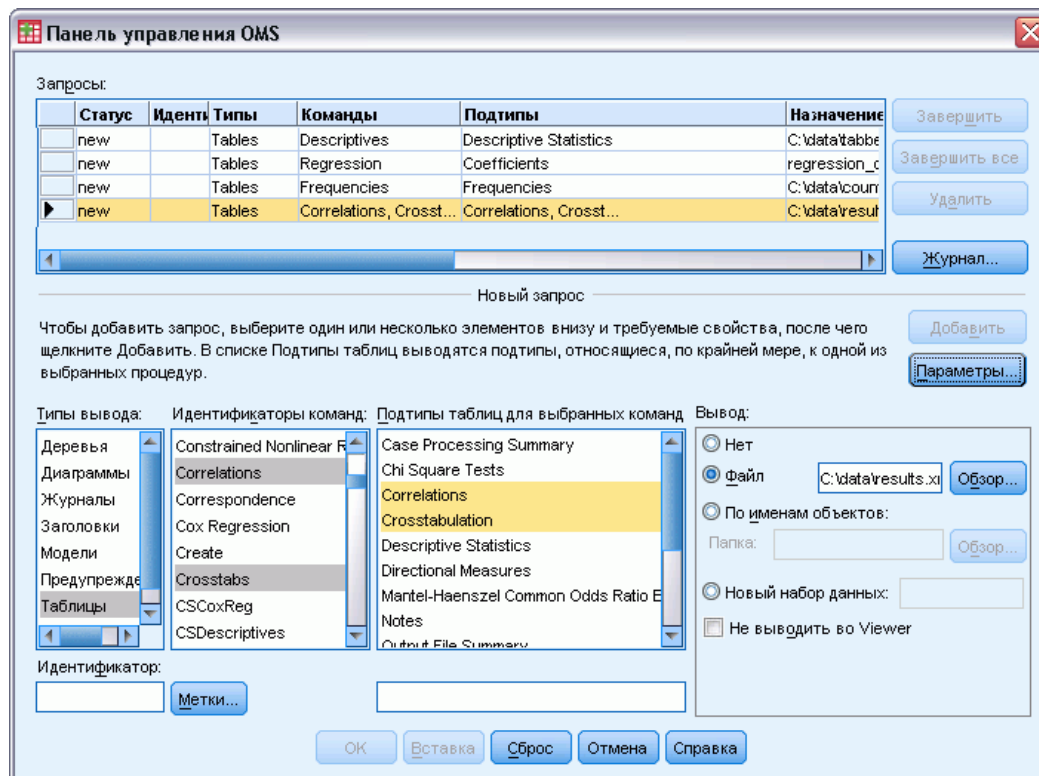 Панель управления OMS
Запросы:
Статус Иденти Типы Команды Подтипы Назначение
new Tables Descriptives Descriptive Statistics C:\data\tabbe
new Tables Regression Coefficients regression_c
new Tables Frequencies Frequencies C:\data\coun
new Tables Correlations, Crosst... Correlations, Crosst... C:\data\resul
Завершить
Завершить все
Удалить
Журнал...
Новый запрос
Чтобы добавить запрос, выберите один или несколько элементов внизу и требуемые свойства, после чего
щелкните Добавить. В списке Подтипы таблиц выводятся подтипы, относящиеся, по крайней мере, к одной из
выбранных процедур.
Добавить
Параметры...
Типы вывода:
Деревья
Диаграммы
Журналы
Заголовки
Модели
Предупрежде
Таблицы
Идентификаторы команд:
Constrained Nonlinear R
Correlations
Correspondence
Cox Regression
Create
Crosstabs
CSCoxReg
CSDescriptives
Подтипы таблиц для выбранных команд
Case Processing Summary
Chi Square Tests
Correlations
Crosstabulation
Descriptive Statistics
Directional Measures
Mantel-Haenszel Common Odds Ratio E
Notes
Output File Summary
Вывод:
Нет
Файл C:\data\results.xr Обзор...
По именам объектов:
Папка: Обзор...
Новый набор данных:
Не выводить во Viewer
Идентификатор:
Метки...
OK Вставка Сброс Отмена Справка